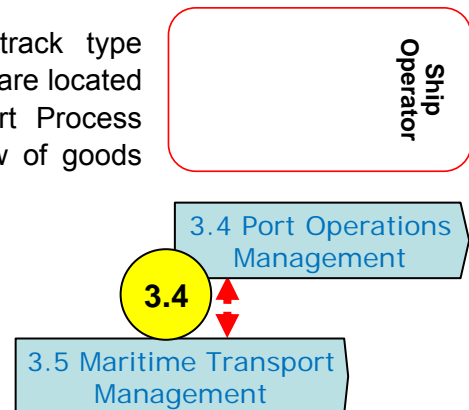 track type
are located
rt Process
w of goods
Ship
Operator
3.4 Port Operations
Management
3.4
3.5 Maritime Transport
Management